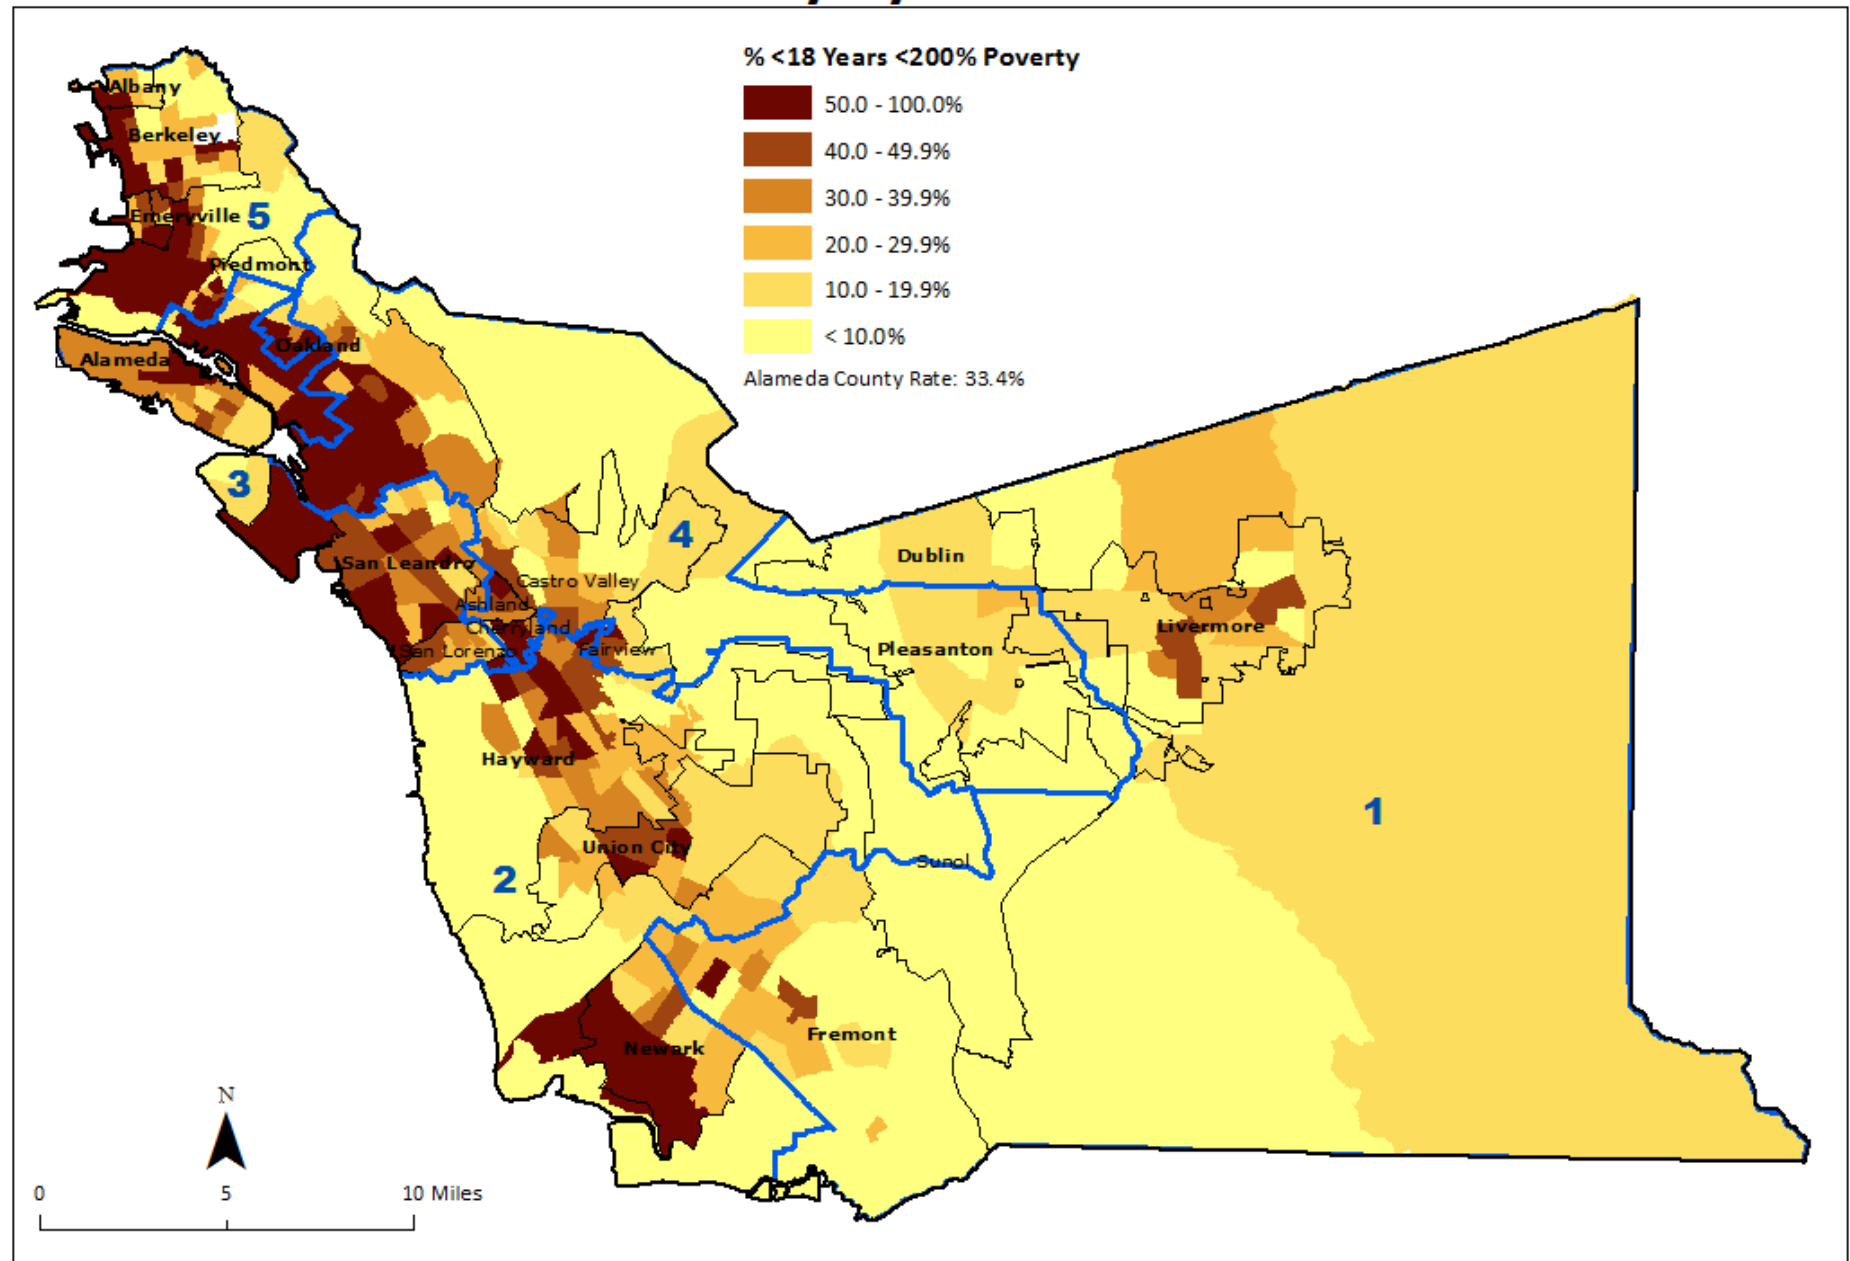 % <18 Years <200% Poverty
50.0 - 100.0%
40.0 - 49.9%
30.0 - 39.9%
20.0 - 29.9%
10.0 - 19.9%
< 10.0%
Alameda County Rate: 33.4%
Albany
Berkeley
Emeryville
5
Piedmont
Oakland
Alameda
3
4
San Leandro
Castro Valley
Ashland
Cherryland
San Lorenzo
Fairview
Dublin
Livermore
Pleasanton
Hayward
1
Union City
Sunol
2
Fremont
Newark
N
0 5 10 Miles